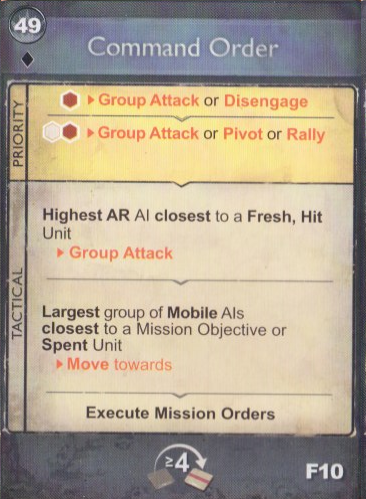 49
Command Order
PRIORITY
▸ Group Attack or Disengage
▸ Group Attack or Pivot or Rally
TACTICAL
Highest AR AI closest to a Fresh, Hit
Unit
▸ Group Attack
Largest group of Mobile AIs
closest to a Mission Objective or
Spent Unit
▸ Move towards
Execute Mission Orders
≥4
F10